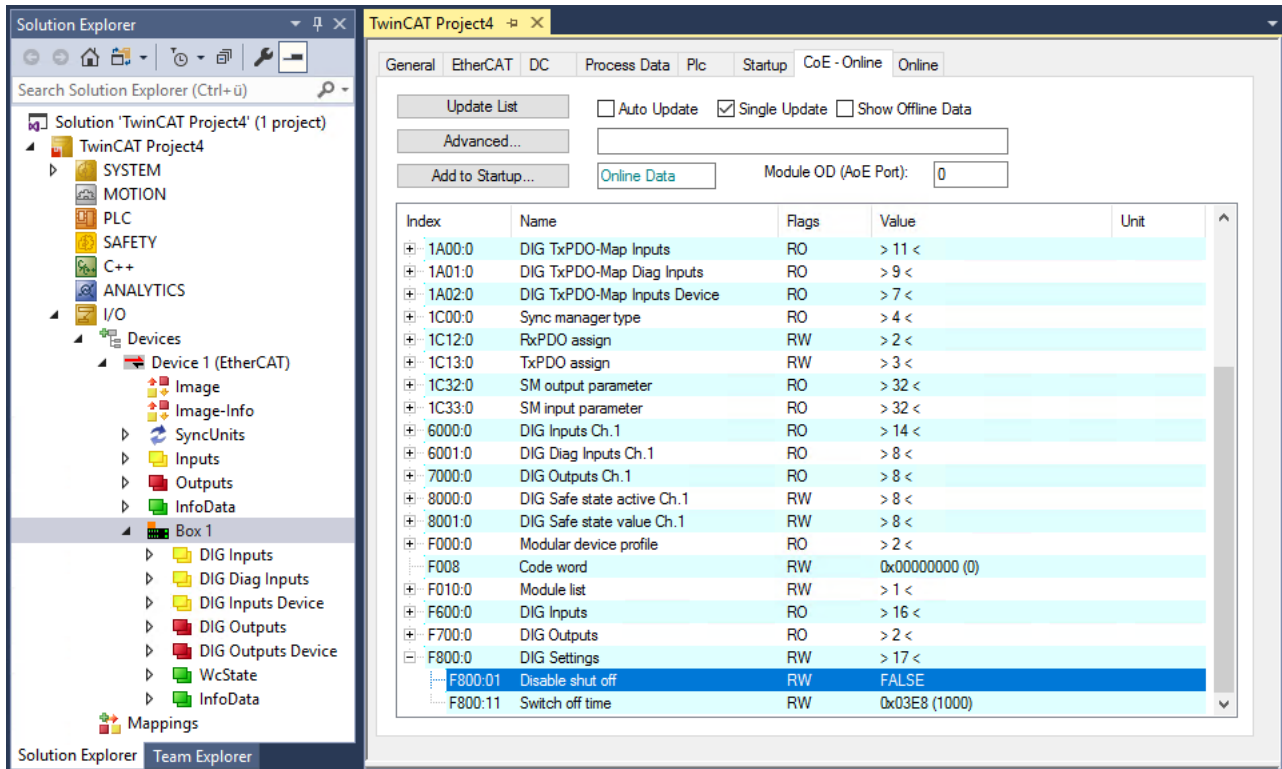 Solution Explorer
Search Solution Explorer (Ctrl+ü)
Solution 'TwinCAT Project4' (1 project)
TwinCAT Project4
SYSTEM
MOTION
PLC
SAFETY
C++
ANALYTICS
I/O
Devices
Device 1 (EtherCAT)
Image
Image-Info
SyncUnits
Inputs
Outputs
InfoData
Box 1
DIG Inputs
DIG Diag Inputs
DIG Inputs Device
DIG Outputs
DIG Outputs Device
WcState
InfoData
Mappings
Solution Explorer Team Explorer
TwinCAT Project4
General EtherCAT DC Process Data Plc Startup CoE - Online Online
Update List Auto Update Single Update Show Offline Data
Advanced...
Add to Startup... Online Data Module OD (AoE Port): 0
Index Name Flags Value Unit
1A00:0 DIG TxPDO-Map Inputs RO > 11 <
1A01:0 DIG TxPDO-Map Diag Inputs RO > 9 <
1A02:0 DIG TxPDO-Map Inputs Device RO > 7 <
1C00:0 Sync manager type RO > 4 <
1C12:0 RxPDO assign RW > 2 <
1C13:0 TxPDO assign RW > 3 <
1C32:0 SM output parameter RO > 32 <
1C33:0 SM input parameter RO > 32 <
6000:0 DIG Inputs Ch.1 RO > 14 <
6001:0 DIG Diag Inputs Ch.1 RO > 8 <
7000:0 DIG Outputs Ch.1 RO > 8 <
8000:0 DIG Safe state active Ch.1 RW > 8 <
8001:0 DIG Safe state value Ch.1 RW > 8 <
F000:0 Modular device profile RO > 2 <
F008 Code word RW 0x00000000 (0)
F010:0 Module list RW > 1 <
F600:0 DIG Inputs RO > 16 <
F700:0 DIG Outputs RO > 2 <
F800:0 DIG Settings RW > 17 <
F800:01 Disable shut off RW FALSE
F800:11 Switch off time RW 0x03E8 (1000)